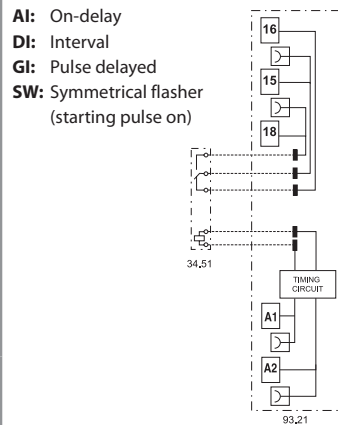 AI: On-delay
DI: Interval
GI: Pulse delayed
SW: Symmetrical flasher
(starting pulse on)
16
15
18
34.51
TIMING
CIRCUIT
A1
A2
93.21